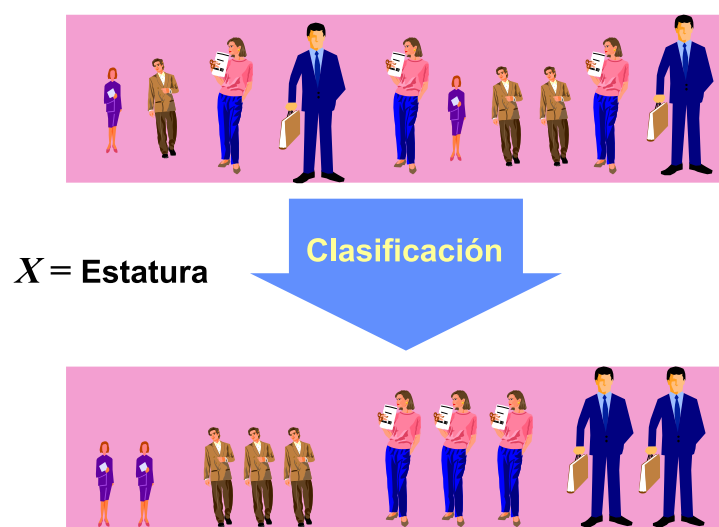 Clasificación
X = Estatura